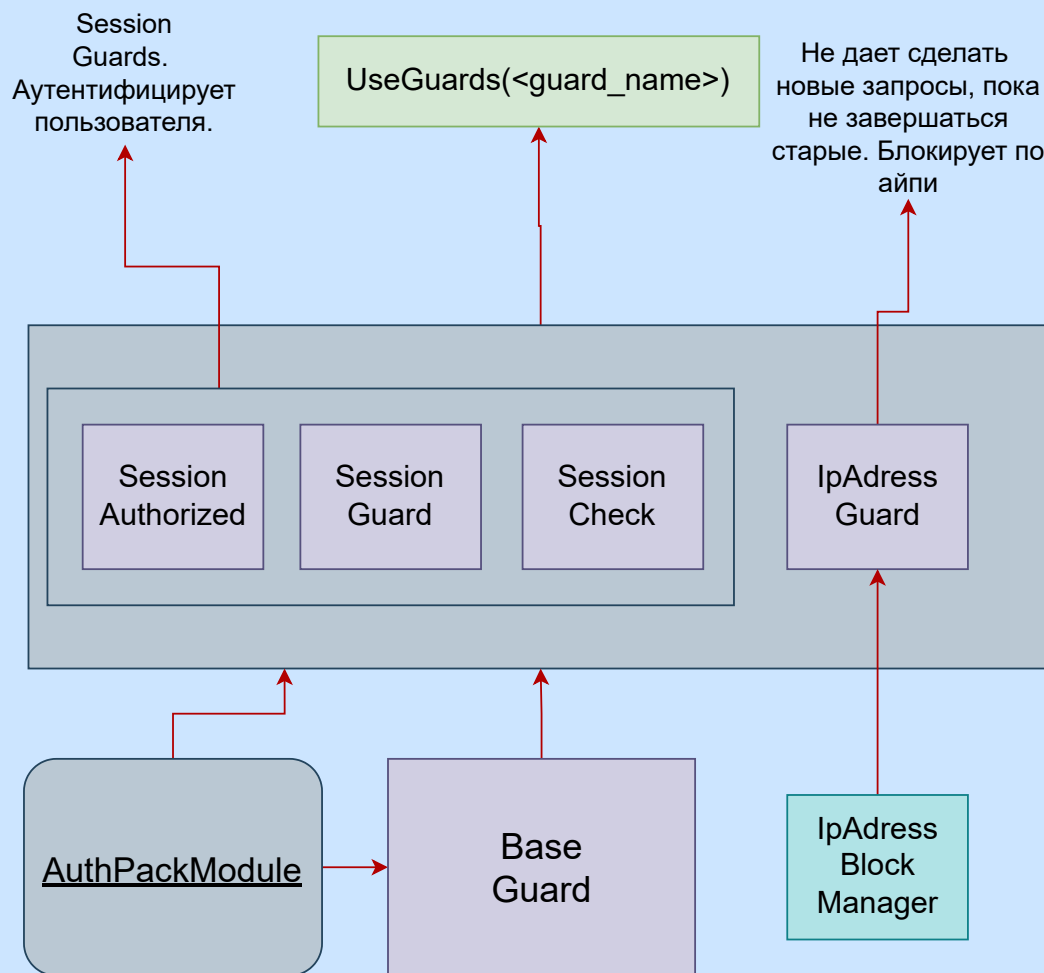 Session
Guards.
Аутентифицирует
пользователя.
UseGuards(<guard_name>)
Не дает сделать
новые запросы, пока
не завершаться
старые. Блокирует по
айпи
Session
Authorized
Session
Guard
Session
Check
IpAdress
Guard
AuthPackModule
Base
Guard
IpAdress
Block
Manager